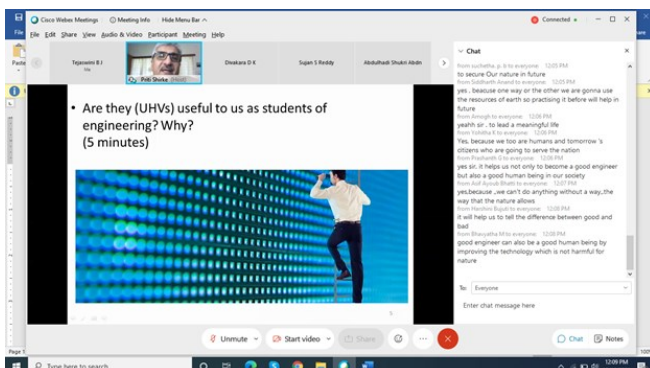 Cisco Webex Meetings Meeting Info Hide Menu Bar
Connected
File Edit Share View Audio & Video Participant Meeting Help
File
Paste
Tejaswini B J
Me
Priti Shirke (Host)
Diwakara D K
Sujan S Reddy
Abdulhadi Shukri Abdo
• Are they (UHVs) useful to us as students of
engineering? Why?
(5 minutes)
Chat
from suchetha. p. b to everyone: 12:05 PM
to secure Our nature in future
from Siddharth Anand to everyone: 12:05 PM
yes . beacuse one way or the other we are gonna use
the resources of earth so practising it before will help in
future
from Amogh to everyone: 12:06 PM
yeahh sir . to lead a meaningful life
from Yohitha K to everyone: 12:06 PM
Yes, because we too are humans and tomorrow 's
citizens who are going to serve the nation
from Prashanth G to everyone: 12:06 PM
yes sir. it helps us not only to become a good engineer
but also a good human being in our society
from Asif Ayoub Bhatti to everyone: 12:07 PM
yes,because ,we can't do anything without a way,,the
way that the nature allows
from Harshini Bujati to everyone: 12:08 PM
it will help us to tell the difference between good and
bad
from Bhavyatha M to everyone: 12:08 PM
good engineer can also be a good human being by
improving the technology which is not harmful for
nature
To: Everyone
Enter chat message here
Unmute Start video Share
Chat Notes
Page 1
100%
Type here to search
12:09 PM